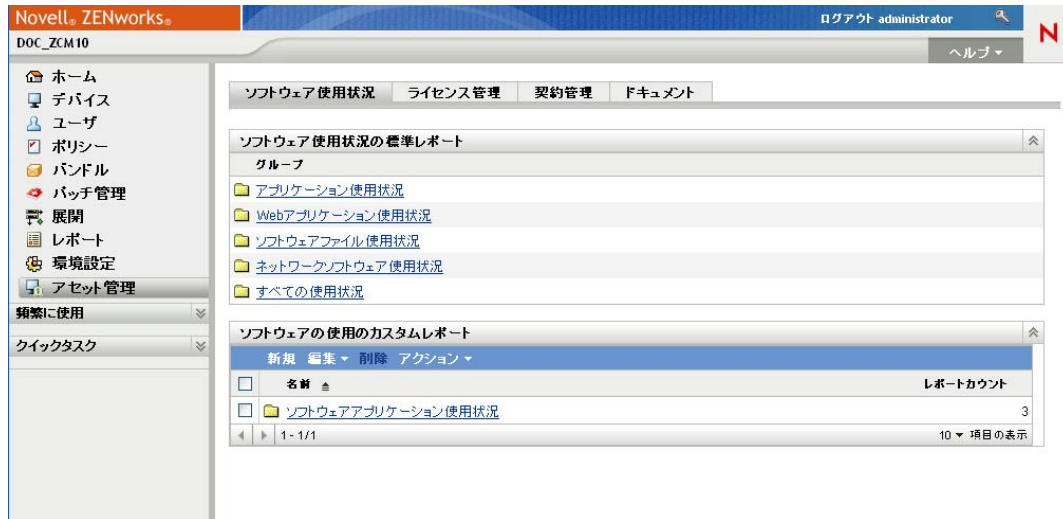 Novell® ZENworks®
ログアウト administrator
N
DOC_ZCM10
ヘルプ
ホーム
デバイス
ユーザ
ポリシー
バンドル
パッチ管理
展開
レポート
環境設定
アセット管理
頻繁に使用
クイックタスク
ソフトウェア使用状況 ライセンス管理 契約管理 ドキュメント
ソフトウェア使用状況の標準レポート
グループ
アプリケーション使用状況
Webアプリケーション使用状況
ソフトウェアファイル使用状況
ネットワークソフトウェア使用状況
すべての使用状況
ソフトウェアの使用のカスタムレポート
新規 編集 削除 アクション
名前 レポートカウント
ソフトウェアアプリケーション使用状況 3
1 - 1/1 10 項目の表示